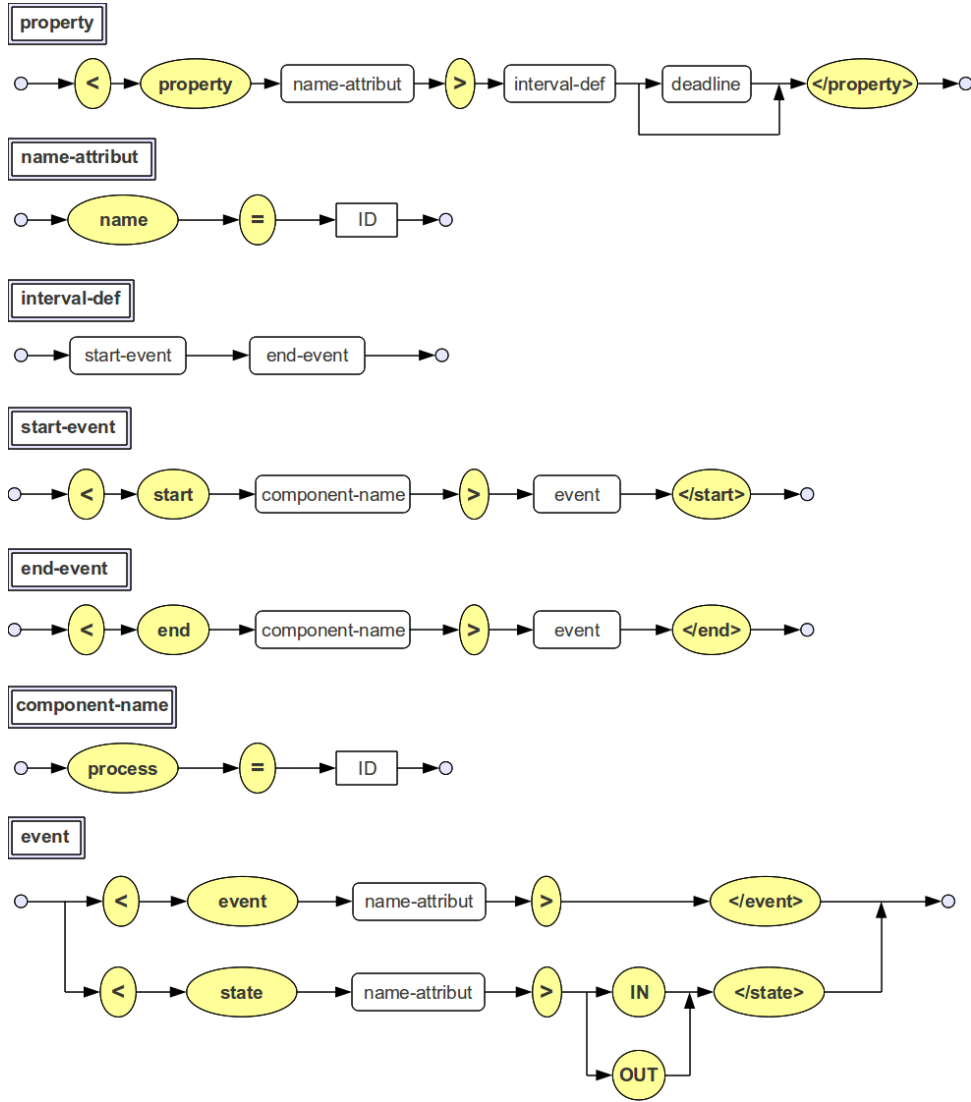 property
< property name-attribut > interval-def deadline </property>
name-attribut
name = ID
interval-def
start-event end-event
start-event
< start component-name > event </start>
end-event
< end component-name > event </end>
component-name
process = ID
event
< event name-attribut > </event>
< state name-attribut > IN </state>
OUT